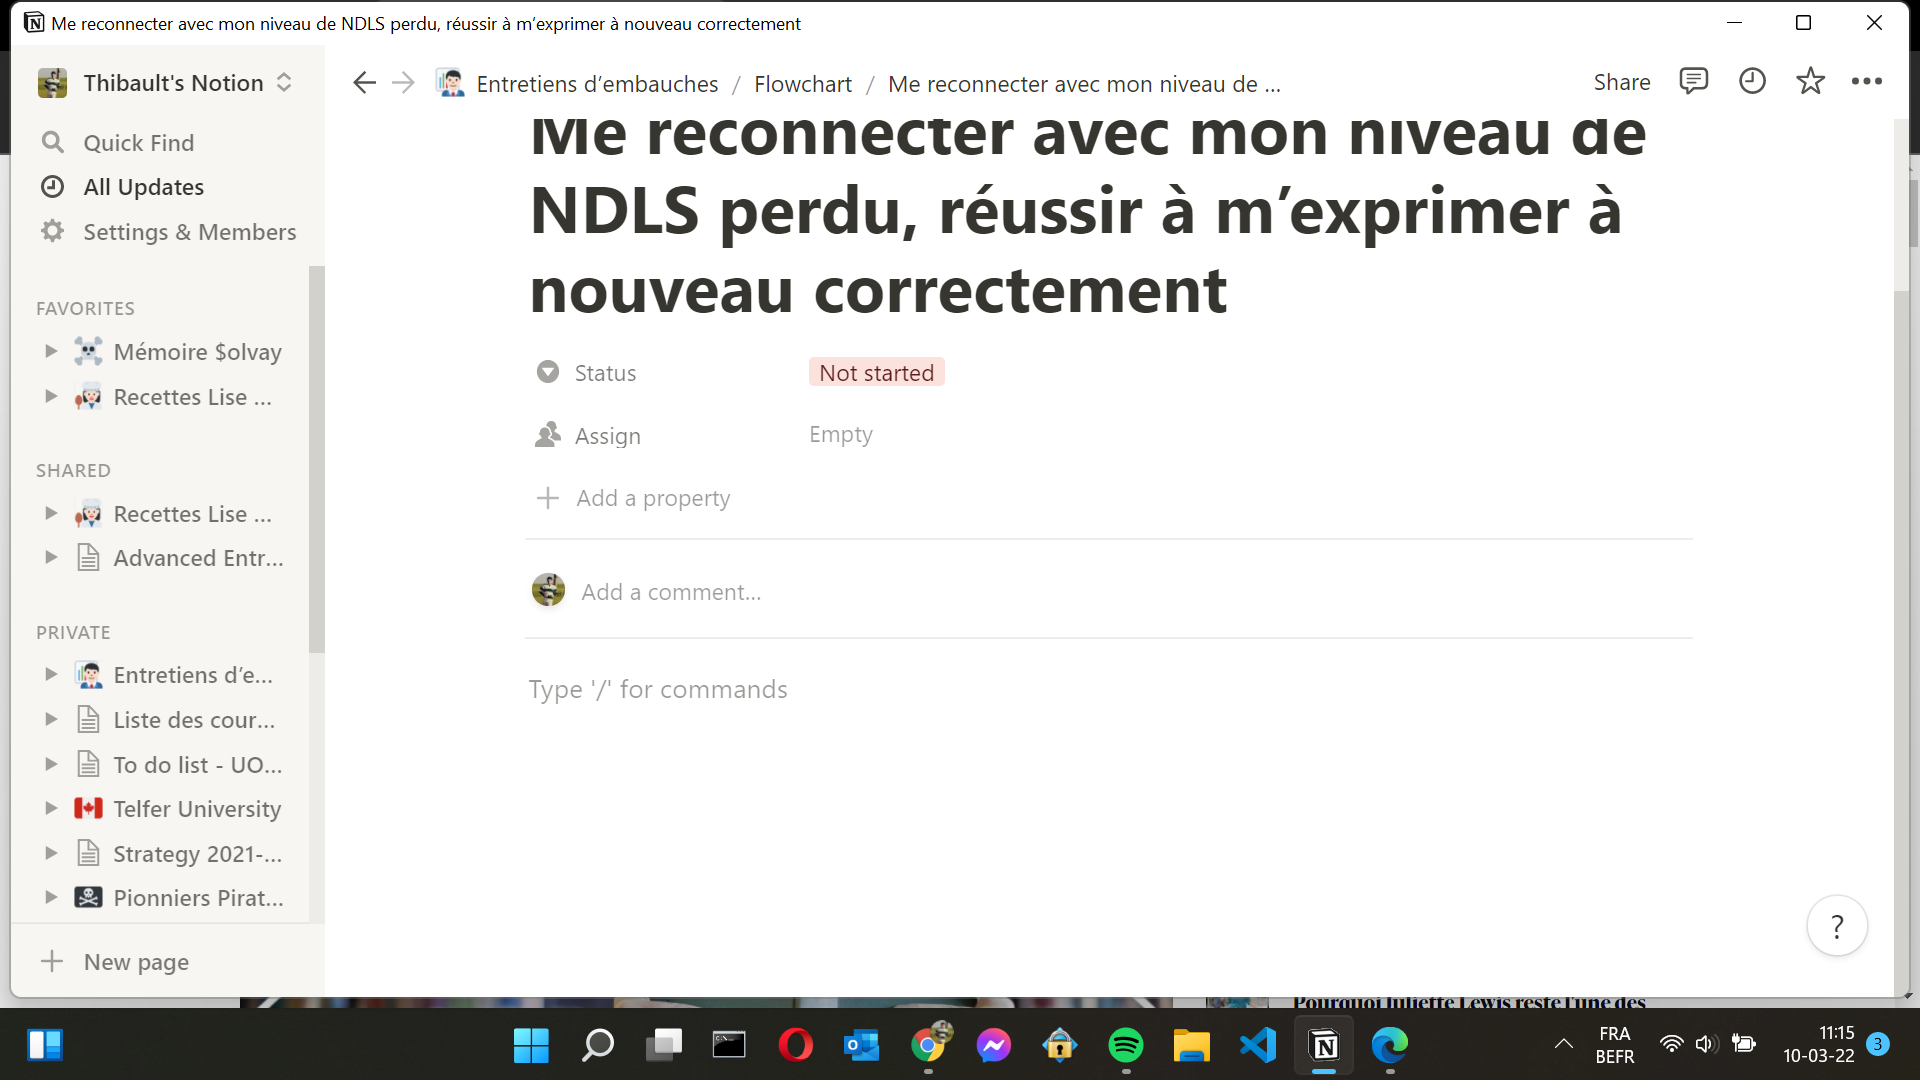 Me reconnecter avec mon niveau de NDLS perdu, réussir à m’exprimer à nouveau correctement
Thibault's Notion
Entretiens d’embauches / Flowchart / Me reconnecter avec mon niveau de ...
Share
Quick Find
All Updates
Settings & Members
FAVORITES
Mémoire $olvay
Recettes Lise ...
SHARED
Recettes Lise ...
Advanced Entr...
PRIVATE
Entretiens d’e...
Liste des cour...
To do list - UO...
Telfer University
Strategy 2021-...
Pionniers Pirat...
New page
Me reconnecter avec mon niveau de
NDLS perdu, réussir à m’exprimer à
nouveau correctement
Status Not started
Assign Empty
Add a property
Add a comment...
Type '/' for commands
?
Pourquoi Juliette Lewis reste l'une des
FRA
BEFR
11:15
10-03-22
3